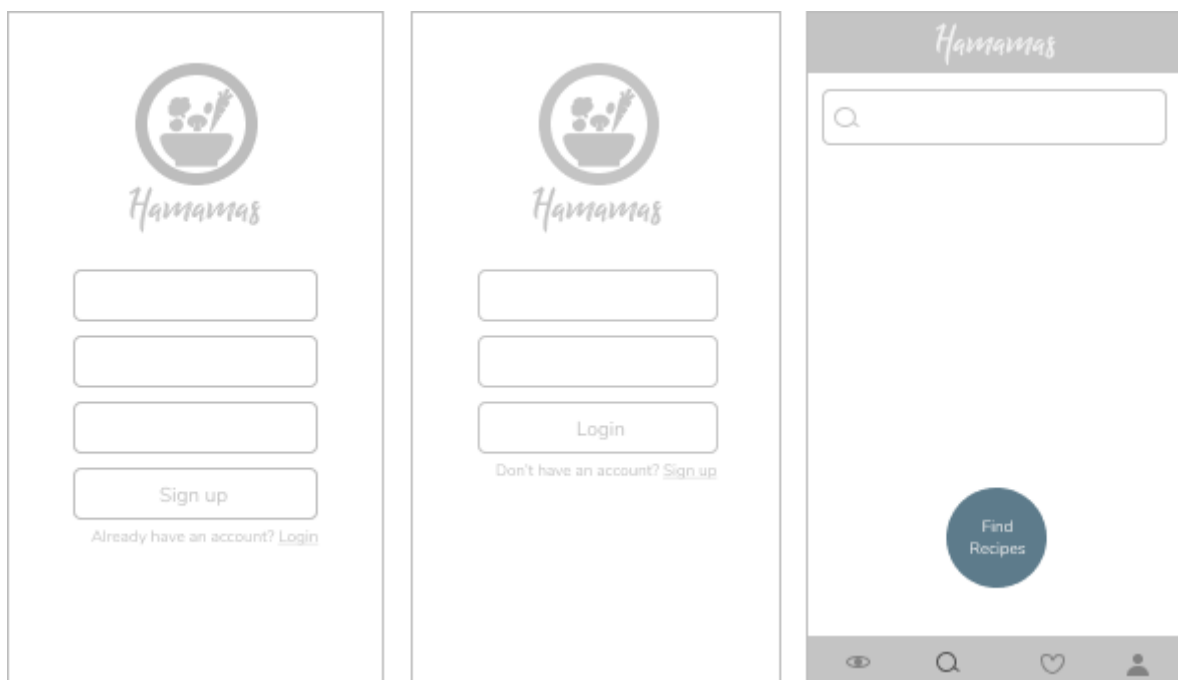 Hamamas
Sign up
Already have an account? Login
Hamamas
Login
Don't have an account? Sign up
Hamamas
Find
Recipes